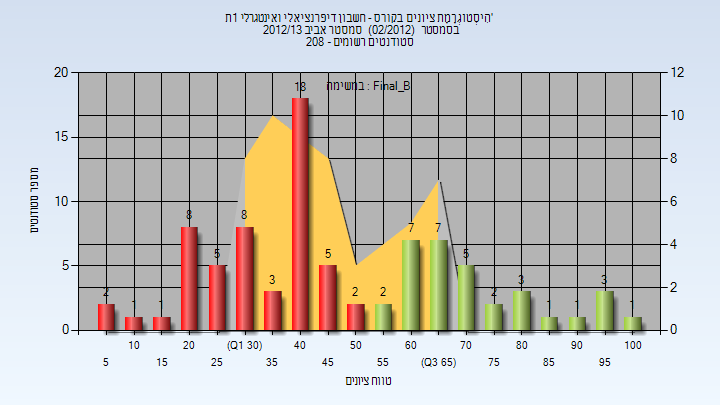 הִיסְטוֹגְרָמַת ציונים בקורס - חשבון דיפרנציאלי ואינטגרלי 1ת'
בסמסטר (02/2012) סמסטר אביב 2012/13
סטודנטים רשומים - 208
במשימה : Final_B
20 12
18
15 10
8
10 6
8 8 7 7
5 4
5 5 5
3 3 3
2 2 2 2 2
1 1 1 1 1
0 0
מספר סטודנטים
10 20 (Q1 30) 40 50 60 70 80 90 100
5 15 25 35 45 55 (Q3 65) 75 85 95
טווח ציונים